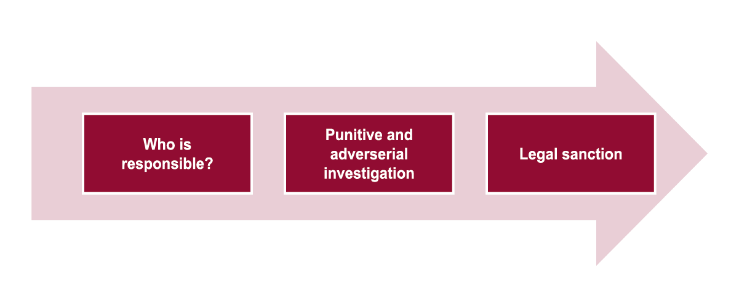 Who is
responsible?
Punitive and
adverserial
investigation
Legal sanction